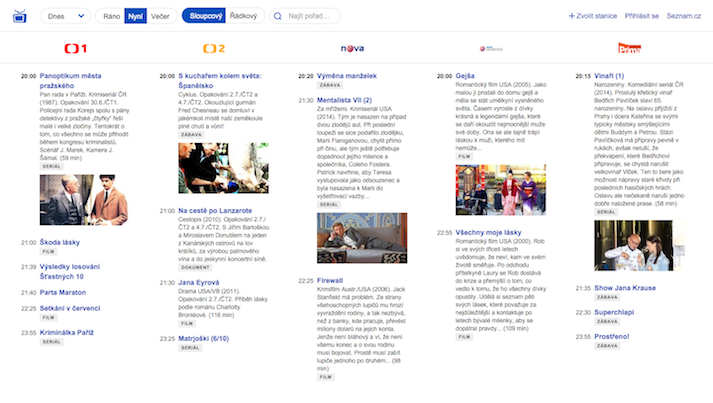 Dnes
Ráno
Nyní
Večer
Sloupcový
Řádkový
Najít pořad...
+ Zvolit stanice
Přihlásit se
Seznam.cz
1
2
nova
nova cinema
Prima
20:00 Panoptikum města
pražského
Pan rada v Paříži. Krimiseriál ČR
(1987). Opakování 30.6./ČT1.
Policejní rada Korejs spolu s pány
detektivy z pražské „čtyřky" řeší
malé i velké zločiny. Tentokrát o
tom, co všechno se může přihodit
během kongresu kriminalistů.
Scénář J. Marek. Kamera J.
Šámal. (59 min)
SERIÁL
21:00 Škoda lásky
FILM
21:39 Výsledky losování
Šťastných 10
21:40 Parta Maraton
22:25 Setkání v červenci
FILM
23:55 Kriminálka Paříž
SERIÁL
20:00 S kuchařem kolem světa:
Španělsko
Cyklus. Opakování 2.7./ČT2
a 4.7./ČT2. Okouzlující gurmán
Fred Chesneau se domluví v
jakémkoli místě naší zeměkoule
plné chutí a vůní!
ZÁBAVA
21:00 Na cestě po Lanzarote
Cestopis (2010). Opakování 2.7./
ČT2 a 4.7./ČT2. S Jiřím Bartoškou
a Miroslavem Donutilem na jeden
z Kanárských ostrovů na lov
králíků, za výrobou palmového
vína a do jeskynní koncertní síně.
DOKUMENT
21:30 Jana Eyrová
Drama USA/VB (2011).
Opakování 2.7./ČT2. Příběh lásky
podle románu Charlotty
Brontëové. (116 min)
FILM
23:25 Matrjošky (6/10)
SERIÁL
20:20 Výměna manželek
ZÁBAVA
21:30 Mentalista VII (2)
Za mřížemi. Krimiseriál USA
(2014). Tým je nasazen na případ
dvou zlodějů aut. Při poslední
loupeži se sice podařilo zlodějku,
Marii Flanganovou, chytit přímo
při činu, ale tým ještě potřebuje
dopadnout jejího milence a
společníka, Coleho Fostera.
Patrick navrhne, aby Teresa
vystupovala jako odsouzenec a
byla nasazena k Marii do
vyšetřovací vazby...
SERIÁL
22:25 Firewall
Krimifilm Austr./USA (2006). Jack
Stanfield má problém. Ze strany
všehoschopných lupičů mu hrozí
vyvraždění rodiny, a tak nezbývá,
než z banky, kde pracuje, převést
miliony dolarů na jejich konta.
Jenže není bláhový a ví, že není
všemu konec a o svou rodinu
musí bojovat. Prostě musí zabít
lupiče jednoho po druhém... (98
min)
FILM
20:00 Gejša
Romantický film USA (2005). Jako
malou ji prodali do domu gejš a
měla se stát umělkyní vysněného
světa. Časem vyroste z dívky
krásná a legendární gejša, které
se daří okouzlit nejmocnější muže
své doby. Ona se ale tajně trápí
láskou k muži, kterého mít
nemůže...
FILM
22:55 Všechny moje lásky
Romantický film USA (2000). Rob
si ve svých třiceti letech
uvědomuje, že neví, kam ve svém
životě směřuje. Po odchodu
přítelkyně Laury se Rob dostává
do krize a přemýšlí o tom, co
vedlo k tomu, že ho všechny dívky
opustily. Udělá si seznam pěti
svých lásek, které považuje za
nejdůležitější a kontaktuje po
letech bývalé milenky, aby se
dopátral pravdy... (109 min)
FILM
20:15 Vinaři (1)
Narozeniny. Komediální seriál ČR
(2014). Proslulý křetický vinař
Bedřich Pavlíček slaví 65.
narozeniny. Na oslavu přijíždí z
Prahy i dcera Kateřina se svými
typicky městsky smýšlejícími
dětmi Buddym a Petrou. Stázi
Pavlíčková má přípravy pevně v
rukách, avšak netuší, že
překvapení, které Bedřichovi
připravuje, se chystá narušit
velkovinař Vlček. Ten to bere jako
možnost nápravy staré křivdy při
posledních hasičských hrách.
Oslavu ale nečekaně naruší jedno
dobře naložené prase. (58 min)
SERIÁL
21:35 Show Jana Krause
ZÁBAVA
22:30 Superchlapi
ZÁBAVA
23:55 Prostřeno!
ZÁBAVA